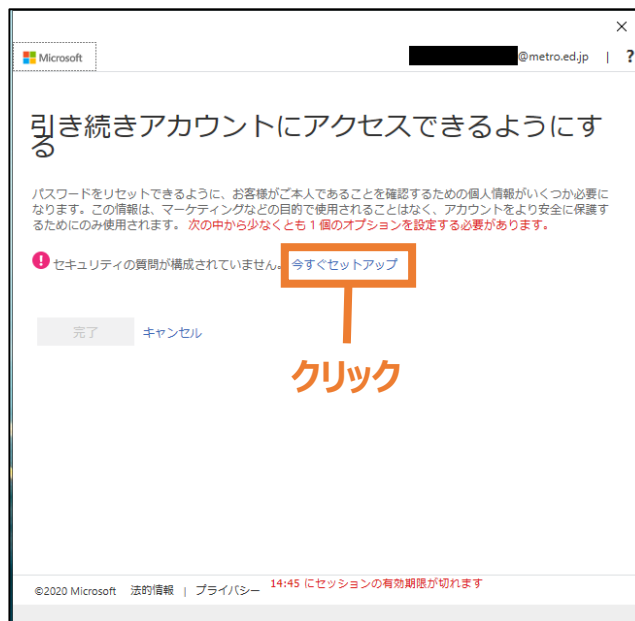 ×
Microsoft
@metro.ed.jp | ?
引き続きアカウントにアクセスできるようにす
る
パスワードをリセットできるように、お客様がご本人であることを確認するための個人情報がいくつか必要に
なります。この情報は、マーケティングなどの目的で使用されることはなく、アカウントをより安全に保護す
るためにのみ使用されます。 次の中から少なくとも 1 個のオプションを設定する必要があります。
! セキュリティの質問が構成されていません。 今すぐセットアップ
完了 キャンセル
クリック
©2020 Microsoft 法的情報 | プライバシー 14:45 にセッションの有効期限が切れます